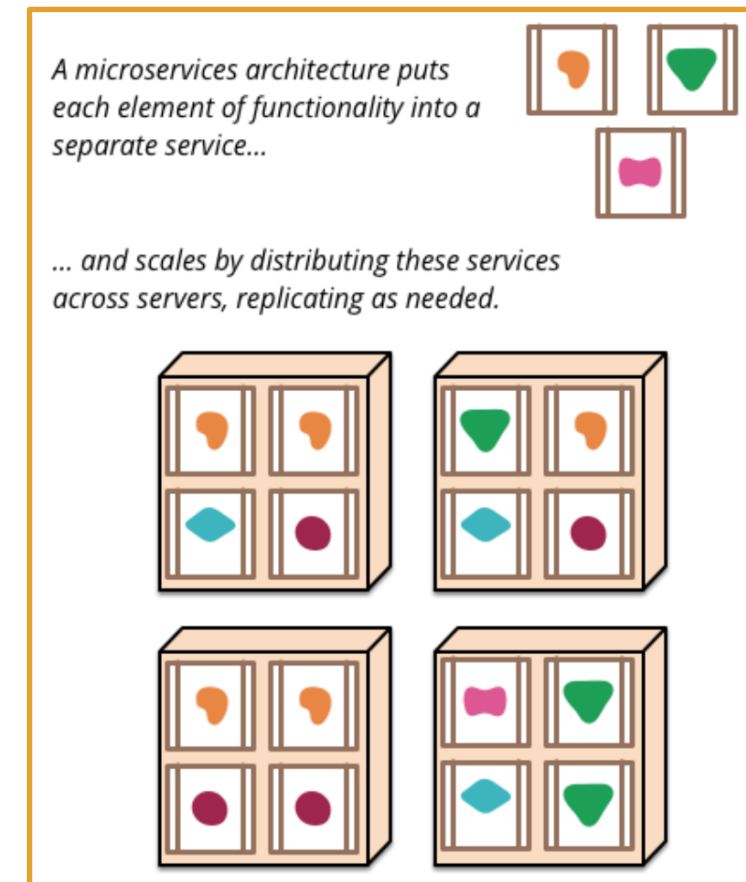 A microservices architecture puts
each element of functionality into a
separate service...
... and scales by distributing these services
across servers, replicating as needed.